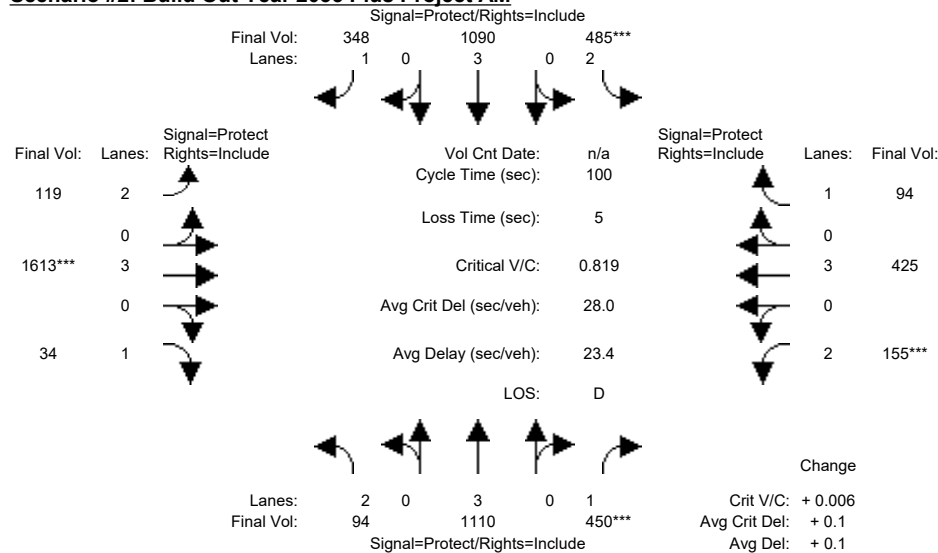 Scenario #2: Build Out Year 2035 Plus Project AM
Signal=Protect/Rights=Include
Final Vol: 348 1090 485***
Lanes: 1 0 3 0 2
Signal=Protect Signal=Protect
Final Vol: Lanes: Rights=Include Vol Cnt Date: n/a Rights=Include Lanes: Final Vol:
Cycle Time (sec): 100
119 2 1 94
Loss Time (sec): 5
0 0
1613*** 3 Critical V/C: 0.819 3 425
0 Avg Crit Del (sec/veh): 28.0 0
34 1 Avg Delay (sec/veh): 23.4 2 155***
LOS: D
Change
Lanes: 2 0 3 0 1 Crit V/C: + 0.006
Final Vol: 94 1110 450*** Avg Crit Del: + 0.1
Signal=Protect/Rights=Include Avg Del: + 0.1